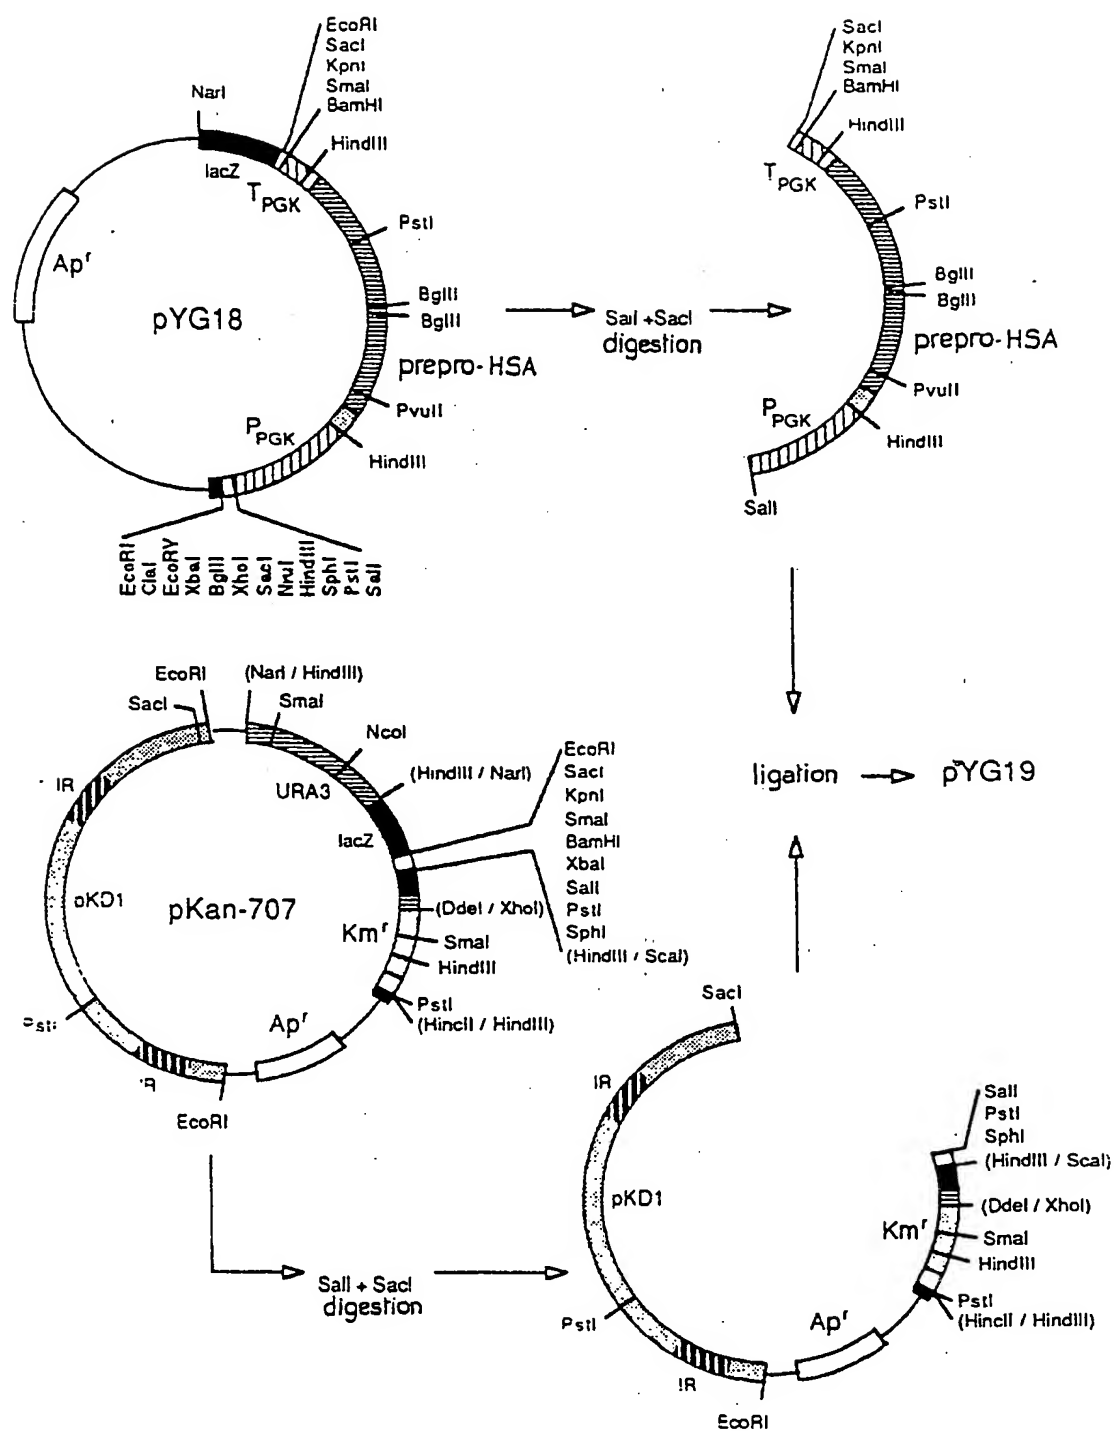 EcoRI
SacI
KpnI
SmaI
BamHI
NarI
HindIII
lacZ
TPGK
PstI
Apr
pYG18
BglII
BglII
prepro-HSA
PvuII
PPGK
HindIII
EcoRI
ClaI
EcoRV
XbaI
BglII
XhoI
SacI
NruI
HindIII
SphI
PstI
SalI
SalI + SacI
digestion
SacI
KpnI
SmaI
BamHI
HindIII
TPGK
PstI
BglII
BglII
prepro-HSA
PvuII
PPGK
HindIII
SalI
EcoRI
(NarI / HindIII)
SacI
SmaI
NcoI
(HindIII / NarI)
IR
URA3
lacZ
EcoRI
SacI
KpnI
SmaI
BamHI
XbaI
SalI
PstI
SphI
(HindIII / ScaI)
pKD1
pKan-707
(DdeI / XhoI)
Kmr
SmaI
HindIII
PstI
(HincII / HindIII)
PstI
Apr
IR
EcoRI
ligation
pYG19
SacI
IR
SalI
PstI
SphI
(HindIII / ScaI)
pKD1
(DdeI / XhoI)
Kmr
SmaI
HindIII
SalI + SacI
digestion
PstI
PstI
(HincII / HindIII)
Apr
IR
EcoRI